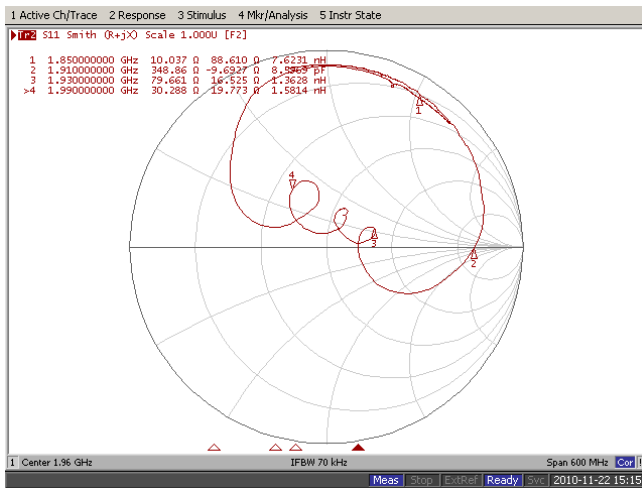 1 Active Ch/Trace 2 Response 3 Stimulus 4 Mkr/Analysis 5 Instr State
Tr2 S11 Smith (R+jX) Scale 1.000U [F2]
1 1.850000000 GHz 10.037 Ω 88.610 Ω 7.6231 nH
2 1.910000000 GHz 348.86 Ω -9.6927 Ω pF
3 1.930000000 GHz 79.661 Ω 16.525 Ω 1.3628 nH
>4 1.990000000 GHz 30.288 Ω 19.773 Ω 1.5814 nH
1
4
3
2
1 Center 1.96 GHz IFBW 70 kHz Span 600 MHz Cor
Meas Stop ExtRef Ready Svc 2010-11-22 15:1